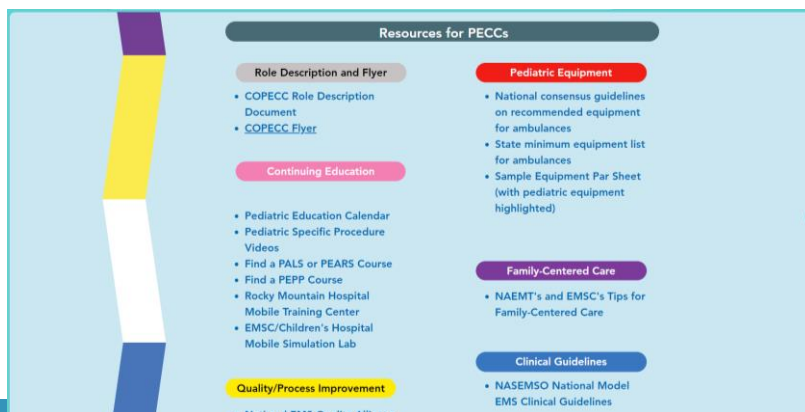 Resources for PECCs
Role Description and Flyer
• COPECC Role Description
Document
• COPECC Flyer
Continuing Education
• Pediatric Education Calendar
• Pediatric Specific Procedure
Videos
• Find a PALS or PEARS Course
• Find a PEPP Course
• Rocky Mountain Hospital
Mobile Training Center
• EMSC/Children's Hospital
Mobile Simulation Lab
Quality/Process Improvement
Pediatric Equipment
• National consensus guidelines
on recommended equipment
for ambulances
• State minimum equipment list
for ambulances
• Sample Equipment Par Sheet
(with pediatric equipment
highlighted)
Family-Centered Care
• NAEMT's and EMSC's Tips for
Family-Centered Care
Clinical Guidelines
• NASEMSO National Model
EMS Clinical Guidelines